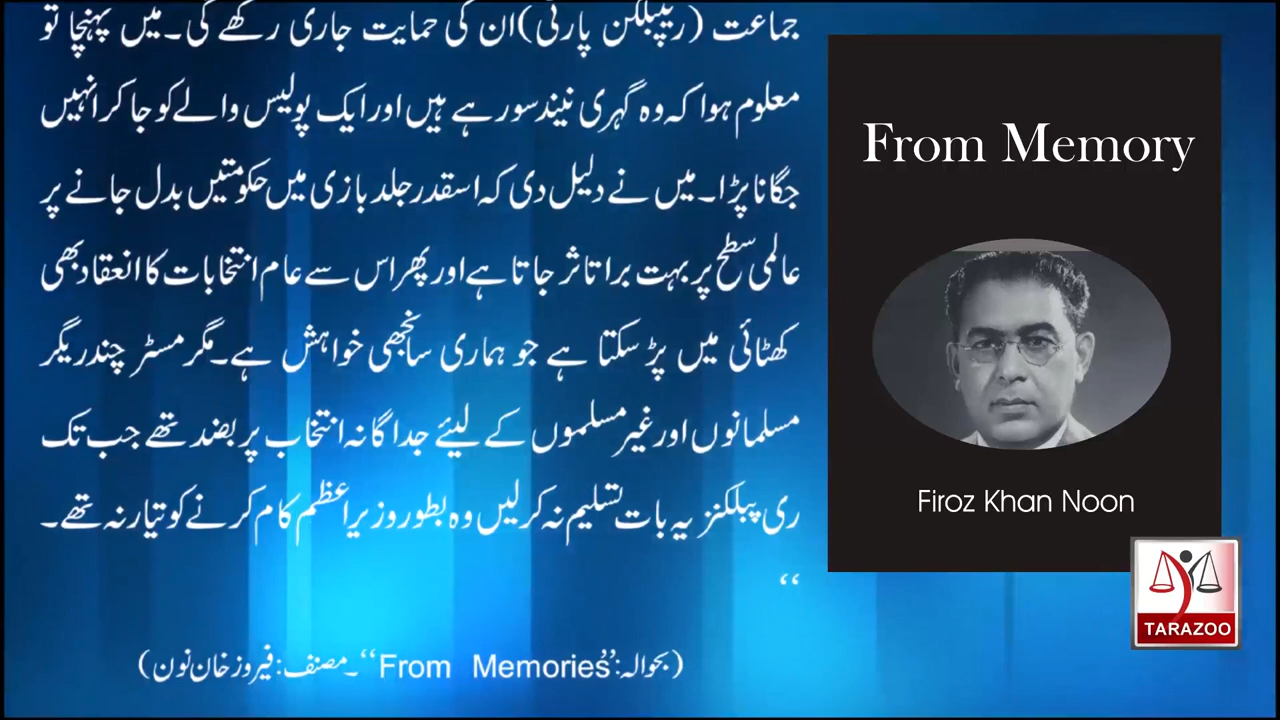 جماعت (ریپبلکن پارٹی) ان کی حمایت جاری رکھے گی۔ میں پہنچا تو
معلوم ہوا کہ وہ گہری نیند سو رہے ہیں اور ایک پولیس والے کو جا کر انہیں
جگانا پڑا۔ میں نے دلیل دی کہ اسقدر جلد بازی میں حکومتیں بدل جانے پر
عالمی سطح پر بہت برا تاثر جاتا ہے اور پھر اس سے عام انتخابات کا انعقاد بھی
کھٹائی میں پڑ سکتا ہے جو ہماری سانجھی خواہش ہے۔ مگر مسٹر چندریگر
مسلمانوں اور غیر مسلموں کے لیئے جداگانہ انتخاب پر بضد تھے جب تک
ری پبلکنز یہ بات تسلیم نہ کر لیں وہ بطور وزیر اعظم کام کرنے کو تیار نہ تھے۔
“
(بحوالہ: ”From Memories“۔ مصنف: فیروز خان نون)
From Memory
Firoz Khan Noon
TARAZOO